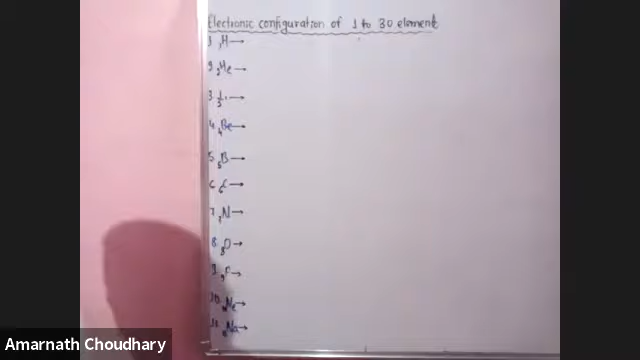 Electronic configuration of 1 to 30 element
1 ₁H →
2 ₂He →
3 ₃Li →
4 ₄Be →
5 ₅B →
6 ₆C →
7 ₇N →
8 ₈O →
9 ₉F →
10 ₁₀Ne →
11 ₁₁Na →
Amarnath Choudhary